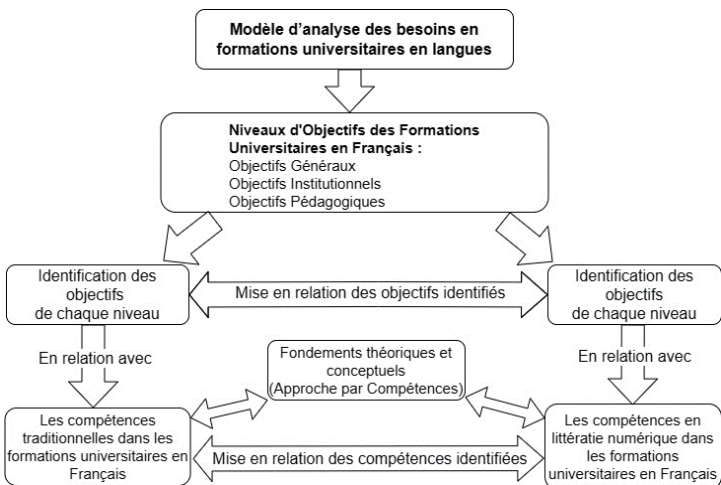 Modèle d'analyse des besoins en
formations universitaires en langues
Niveaux d'Objectifs des Formations
Universitaires en Français :
Objectifs Généraux
Objectifs Institutionnels
Objectifs Pédagogiques
Identification des
objectifs
de chaque niveau
Mise en relation des objectifs identifiés
Identification des
objectifs
de chaque niveau
En relation avec
Fondements théoriques et
conceptuels
(Approche par Compétences)
En relation avec
Les compétences
traditionnelles dans les
formations universitaires en
Français
Mise en relation des compétences identifiées
Les compétences en
littératie numérique dans
les formations
universitaires en Français